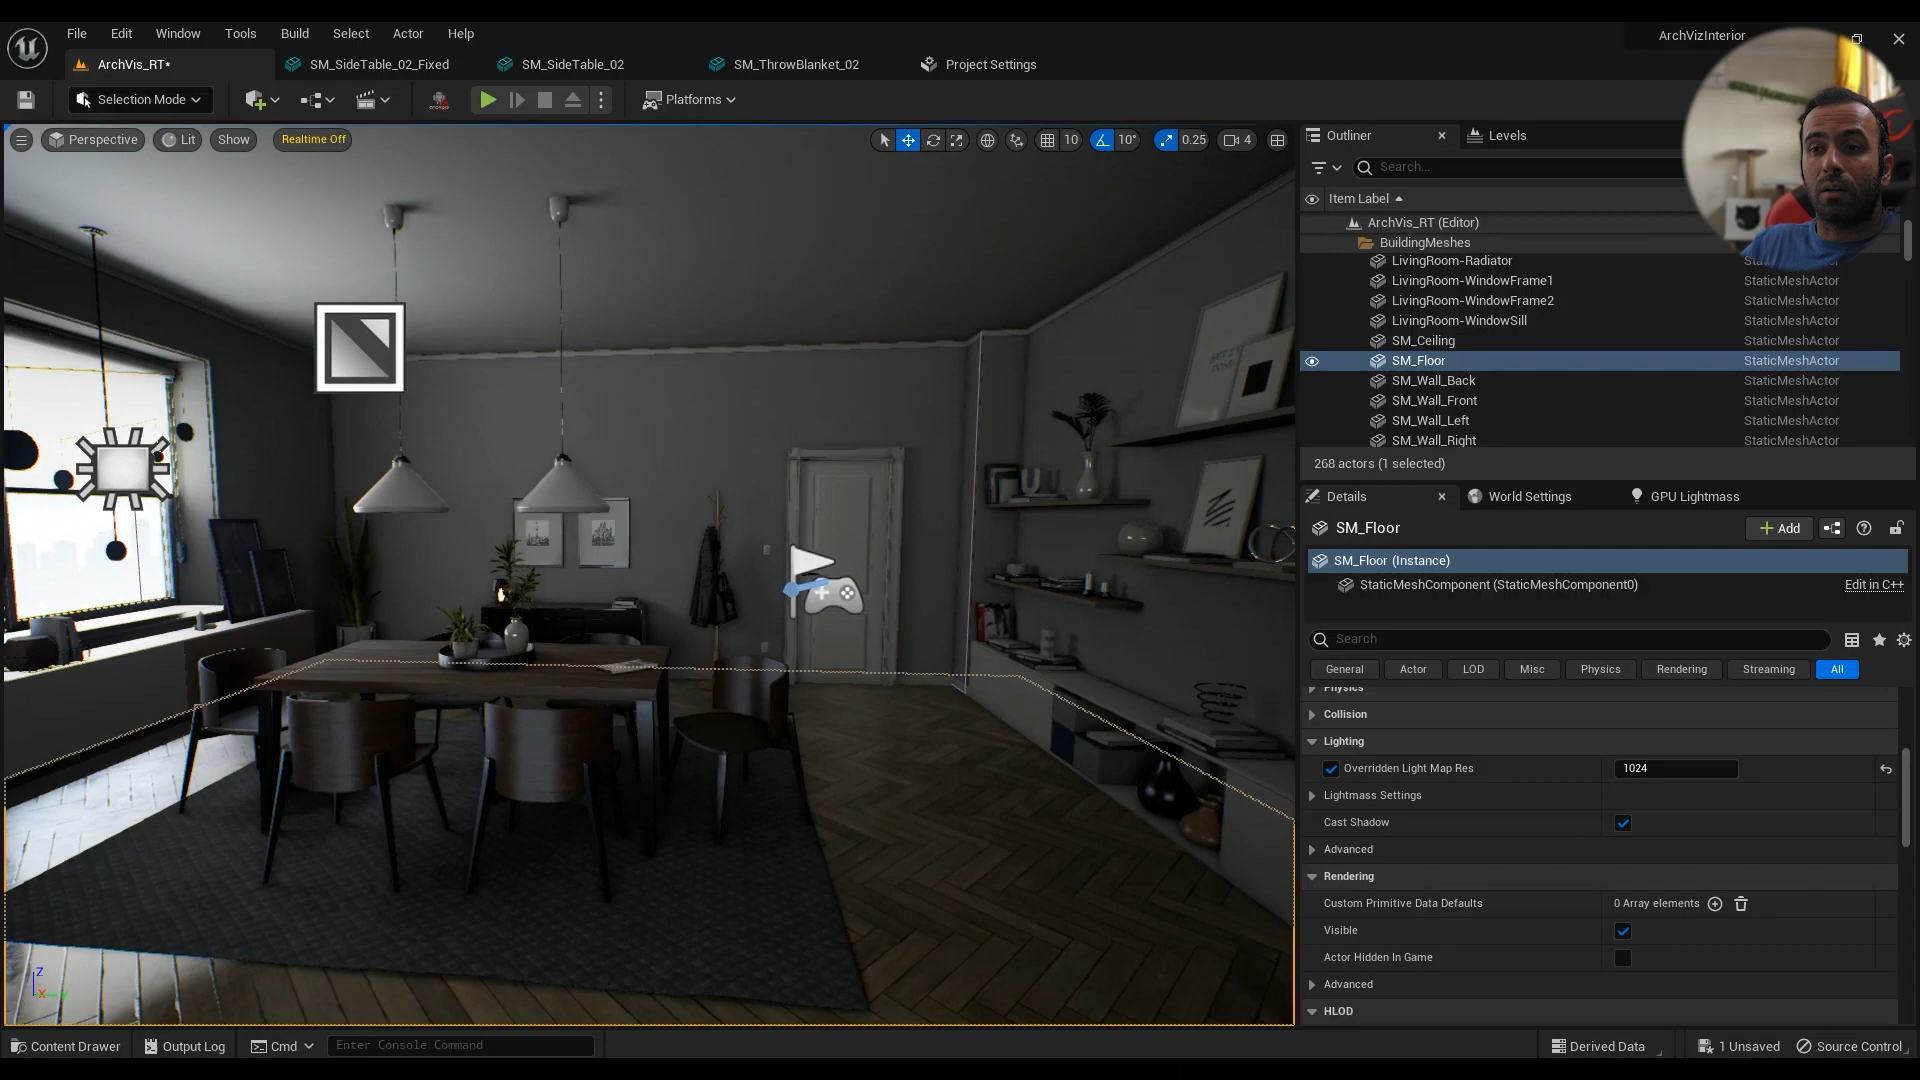 File Edit Window Tools Build Select Actor Help
ArchVizInterior
ArchVis_RT*
SM_SideTable_02_Fixed
SM_SideTable_02
SM_ThrowBlanket_02
Project Settings
Selection Mode
Platforms
Perspective
Lit
Show
Realtime Off
10
10°
0.25
4
Outliner
Levels
Search...
Item Label
ArchVis_RT (Editor)
BuildingMeshes
LivingRoom-Radiator StaticMeshActor
LivingRoom-WindowFrame1 StaticMeshActor
LivingRoom-WindowFrame2 StaticMeshActor
LivingRoom-WindowSill StaticMeshActor
SM_Ceiling StaticMeshActor
SM_Floor StaticMeshActor
SM_Wall_Back StaticMeshActor
SM_Wall_Front StaticMeshActor
SM_Wall_Left StaticMeshActor
SM_Wall_Right StaticMeshActor
268 actors (1 selected)
Details
World Settings
GPU Lightmass
SM_Floor
Add
SM_Floor (Instance)
StaticMeshComponent (StaticMeshComponent0)
Edit in C++
Search
General Actor LOD Misc Physics Rendering Streaming All
Physics
Collision
Lighting
Overridden Light Map Res 1024
Lightmass Settings
Cast Shadow
Advanced
Rendering
Custom Primitive Data Defaults 0 Array elements
Visible
Actor Hidden In Game
Advanced
HLOD
Z
X
Content Drawer
Output Log
Cmd
Enter Console Command
Derived Data
1 Unsaved
Source Control